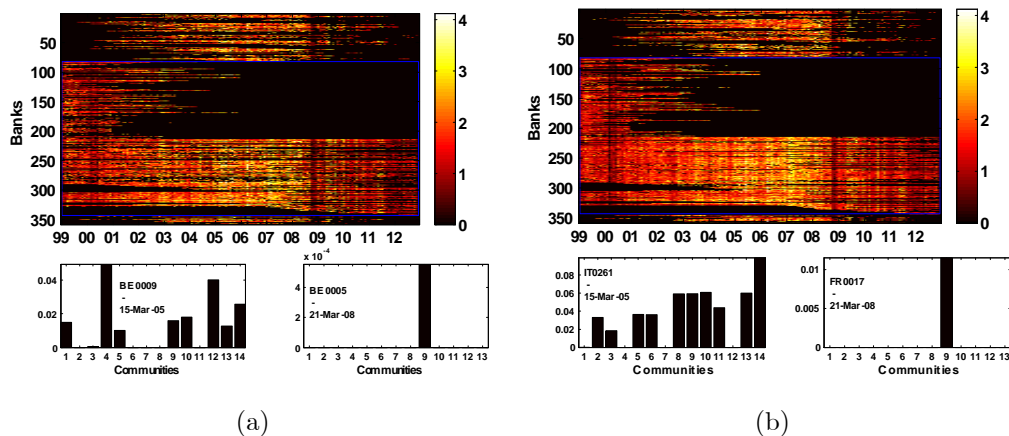 50
100
150
200
250
300
350
Banks
99 00 01 02 03 04 05 06 07 08 09 10 11 12
4
3
2
1
0
0.04
0.02
0
BE0009
-
15-Mar-05
1 2 3 4 5 6 7 8 9 10 11 12 13 14
Communities
x 10^-4
4
2
0
BE0005
-
21-Mar-08
1 2 3 4 5 6 7 8 9 10 11 12 13
Communities
(a)
50
100
150
200
250
300
350
Banks
99 00 01 02 03 04 05 06 07 08 09 10 11 12
4
3
2
1
0
0.08
0.06
0.04
0.02
0
IT0261
-
15-Mar-05
1 2 3 4 5 6 7 8 9 10 11 12 13 14
Communities
0.01
0.005
0
FR0017
-
21-Mar-08
1 2 3 4 5 6 7 8 9 10 11 12 13
Communities
(b)